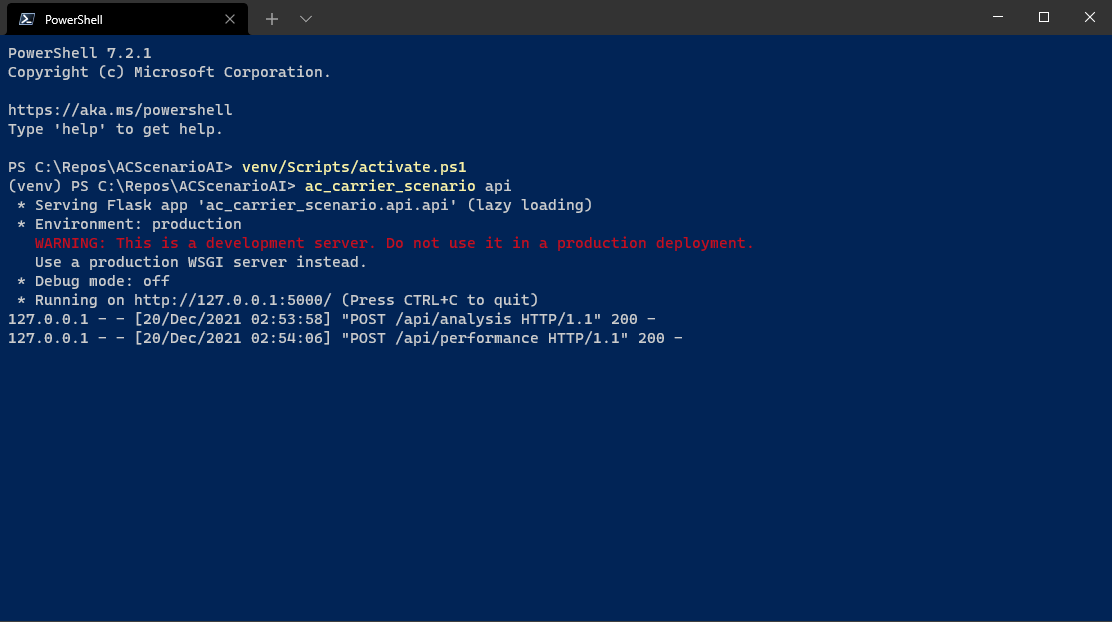 PowerShell
PowerShell 7.2.1
Copyright (c) Microsoft Corporation.
https://aka.ms/powershell
Type 'help' to get help.
PS C:\Repos\ACScenarioAI> venv/Scripts/activate.ps1
(venv) PS C:\Repos\ACScenarioAI> ac_carrier_scenario api
 * Serving Flask app 'ac_carrier_scenario.api.api' (lazy loading)
 * Environment: production
   WARNING: This is a development server. Do not use it in a production deployment.
   Use a production WSGI server instead.
 * Debug mode: off
 * Running on http://127.0.0.1:5000/ (Press CTRL+C to quit)
127.0.0.1 - - [20/Dec/2021 02:53:58] "POST /api/analysis HTTP/1.1" 200 -
127.0.0.1 - - [20/Dec/2021 02:54:06] "POST /api/performance HTTP/1.1" 200 -